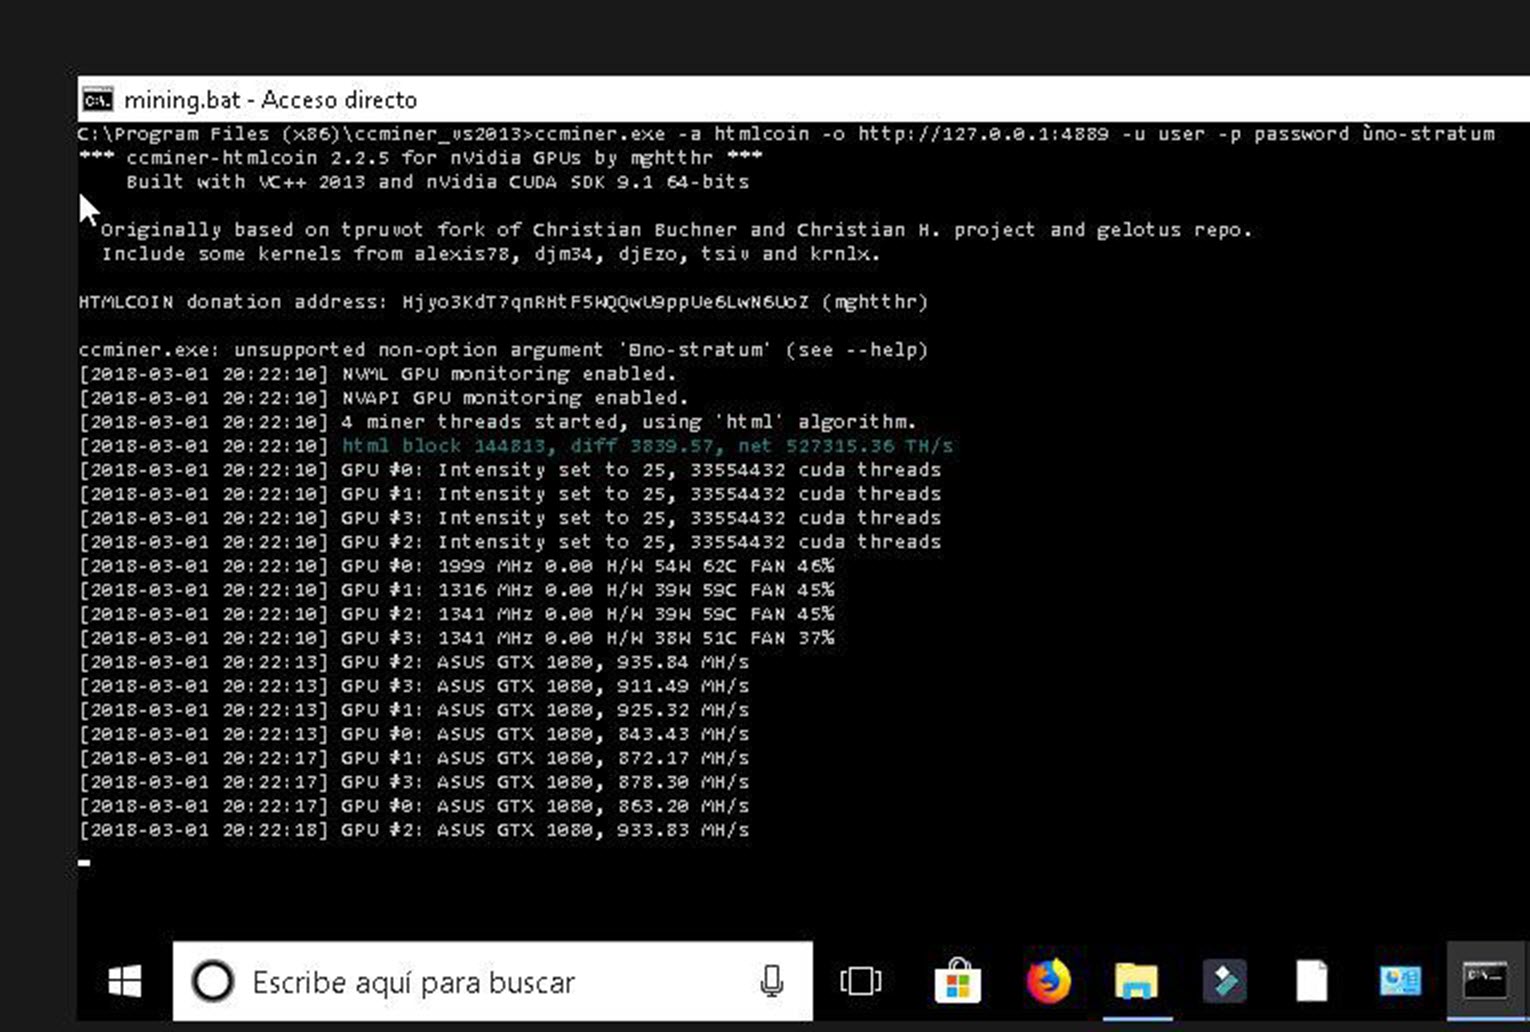 mining.bat - Acceso directo
C:\Program Files (x86)\ccminer_vs2013>ccminer.exe -a htmlcoin -o http://127.0.0.1:4889 -u user -p password ùno-stratum
*** ccminer-htmlcoin 2.2.5 for nVidia GPUs by mghtthr ***
Built with VC++ 2013 and nVidia CUDA SDK 9.1 64-bits
Originally based on tpruvot fork of Christian Buchner and Christian H. project and gelotus repo.
Include some kernels from alexis78, djm34, djEzo, tsiv and krnlx.
HTMLCOIN donation address: (mghtthr)
ccminer.exe: unsupported non-option argument 'no-stratum' (see --help)
[2018-03-01 20:22:10] NVML GPU monitoring enabled.
[2018-03-01 20:22:10] NVAPI GPU monitoring enabled.
[2018-03-01 20:22:10] 4 miner threads started, using 'html' algorithm.
[2018-03-01 20:22:10] html block 144813, diff 3839.57, net 527315.36 TH/s
[2018-03-01 20:22:10] GPU #0: Intensity set to 25, 33554432 cuda threads
[2018-03-01 20:22:10] GPU #1: Intensity set to 25, 33554432 cuda threads
[2018-03-01 20:22:10] GPU #3: Intensity set to 25, 33554432 cuda threads
[2018-03-01 20:22:10] GPU #2: Intensity set to 25, 33554432 cuda threads
[2018-03-01 20:22:10] GPU #0: 1999 MHz 0.00 H/W 54W 62C FAN 46%
[2018-03-01 20:22:10] GPU #1: 1316 MHz 0.00 H/W 39W 59C FAN 45%
[2018-03-01 20:22:10] GPU #2: 1341 MHz 0.00 H/W 39W 59C FAN 45%
[2018-03-01 20:22:10] GPU #3: 1341 MHz 0.00 H/W 38W 51C FAN 37%
[2018-03-01 20:22:13] GPU #2: ASUS GTX 1080, 935.84 MH/s
[2018-03-01 20:22:13] GPU #3: ASUS GTX 1080, 911.49 MH/s
[2018-03-01 20:22:13] GPU #1: ASUS GTX 1080, 925.32 MH/s
[2018-03-01 20:22:13] GPU #0: ASUS GTX 1080, 843.43 MH/s
[2018-03-01 20:22:17] GPU #1: ASUS GTX 1080, 872.17 MH/s
[2018-03-01 20:22:17] GPU #3: ASUS GTX 1080, 878.30 MH/s
[2018-03-01 20:22:17] GPU #0: ASUS GTX 1080, 863.20 MH/s
[2018-03-01 20:22:18] GPU #2: ASUS GTX 1080, 933.83 MH/s
Escribe aquí para buscar